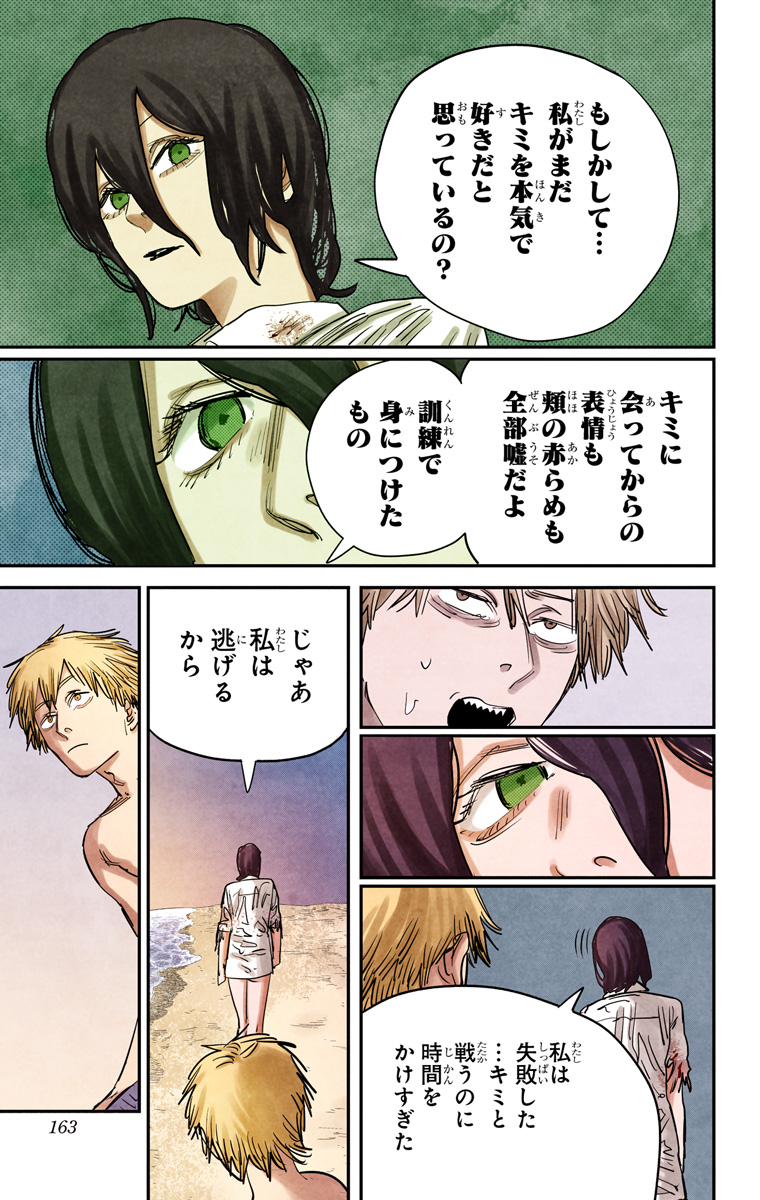 もしかして…
私がまだ
キミを本気で
好きだと
思っているの?
キミに
会ってからの
表情も
頬の赤らめも
全部嘘だよ
訓練で
身につけた
もの
私は
失敗した
…キミと
戦うのに
時間を
かけすぎた
じゃあ
私は
逃げる
から
163